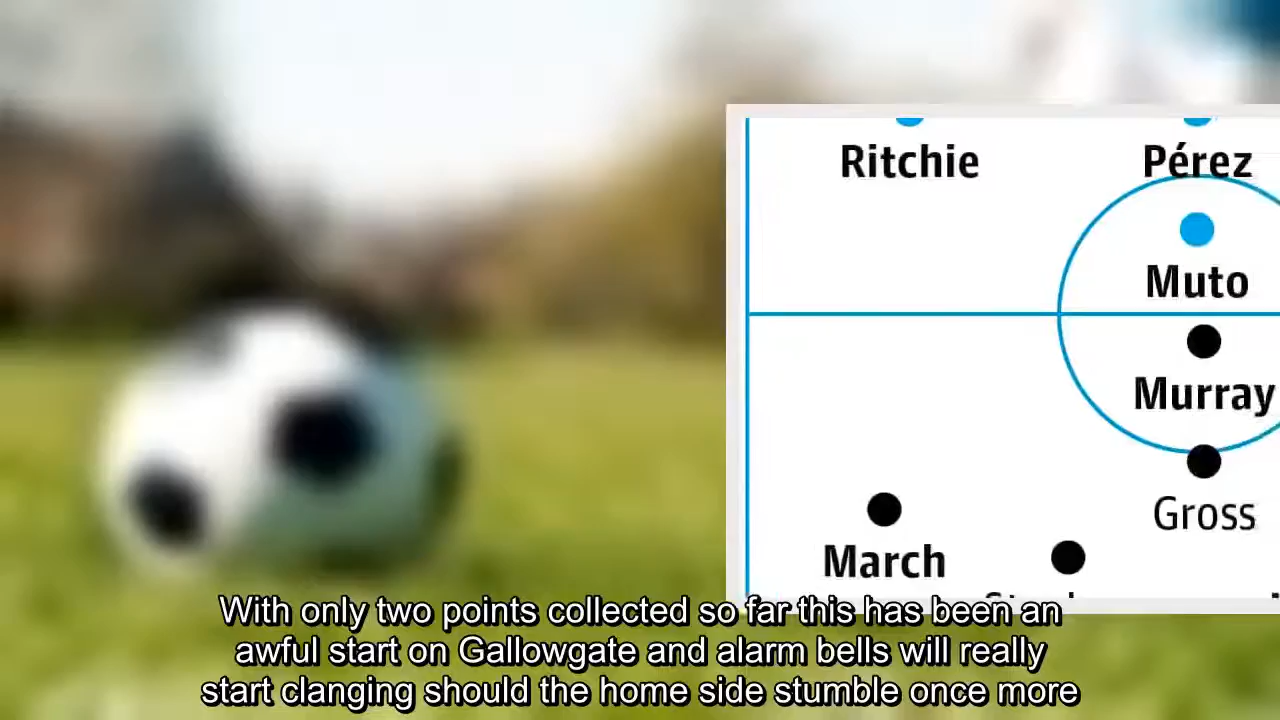 Ritchie Pérez
Muto
Murray
Gross
March
With only two points collected so far this has been an
awful start on Gallowgate and alarm bells will really
start clanging should the home side stumble once more